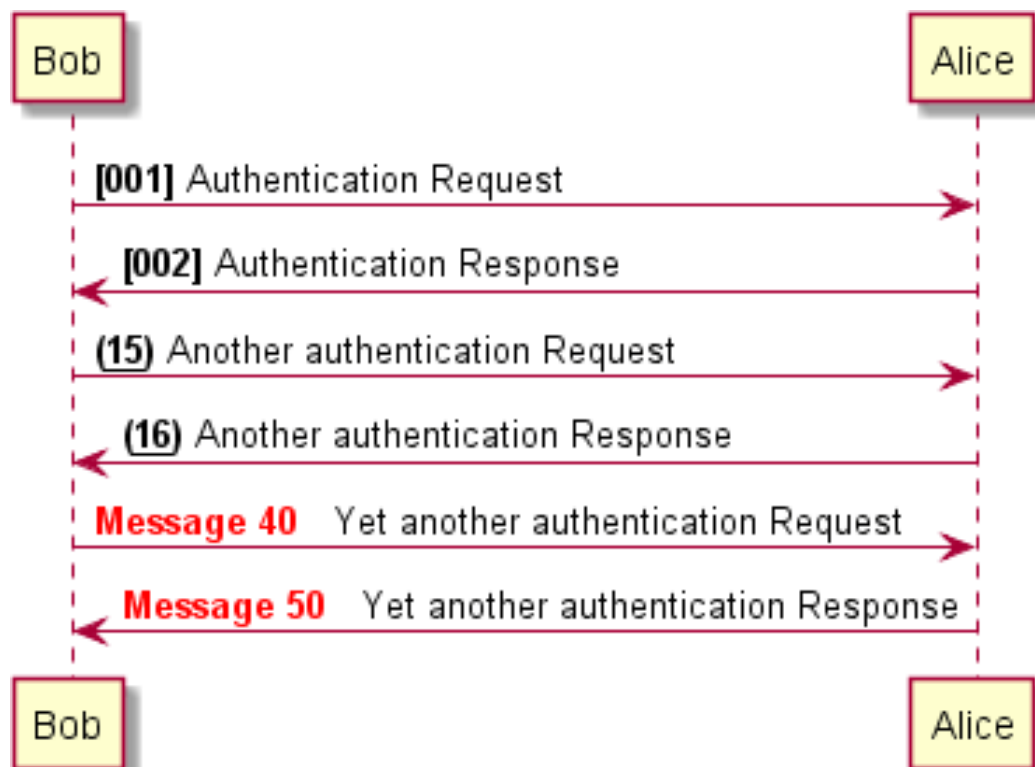 Bob Alice
[001] Authentication Request
[002] Authentication Response
(15) Another authentication Request
(16) Another authentication Response
Message 40 Yet another authentication Request
Message 50 Yet another authentication Response
Bob Alice